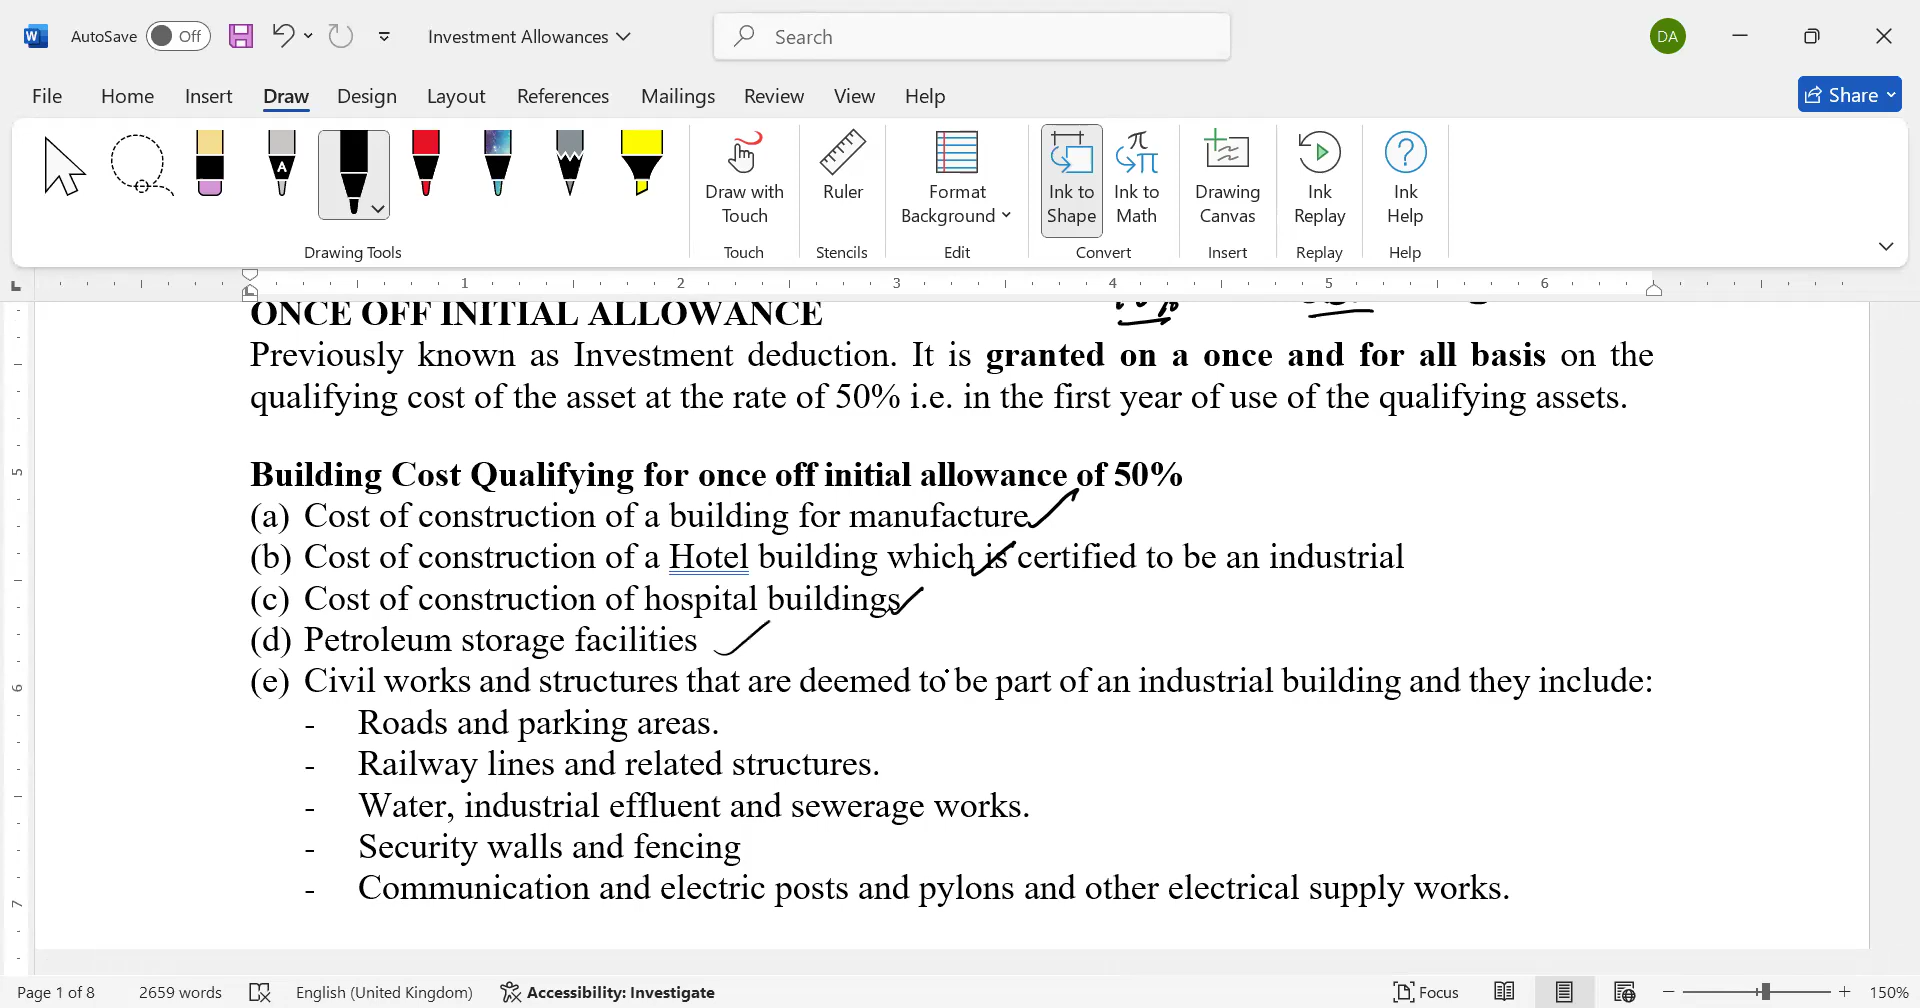 AutoSave Off Investment Allowances Search DA
File Home Insert Draw Design Layout References Mailings Review View Help Share
Draw with Touch Ruler Format Background Ink to Shape Ink to Math Drawing Canvas Ink Replay Ink Help
Drawing Tools Touch Stencils Edit Convert Insert Replay Help
1 2 3 4 5 6
ONCE OFF INITIAL ALLOWANCE
Previously known as Investment deduction. It is granted on a once and for all basis on the
qualifying cost of the asset at the rate of 50% i.e. in the first year of use of the qualifying assets.
Building Cost Qualifying for once off initial allowance of 50%
(a) Cost of construction of a building for manufacture
(b) Cost of construction of a Hotel building which is certified to be an industrial
(c) Cost of construction of hospital buildings
(d) Petroleum storage facilities
(e) Civil works and structures that are deemed to be part of an industrial building and they include:
- Roads and parking areas.
- Railway lines and related structures.
- Water, industrial effluent and sewerage works.
- Security walls and fencing
- Communication and electric posts and pylons and other electrical supply works.
Page 1 of 8 2659 words English (United Kingdom) Accessibility: Investigate Focus 150%